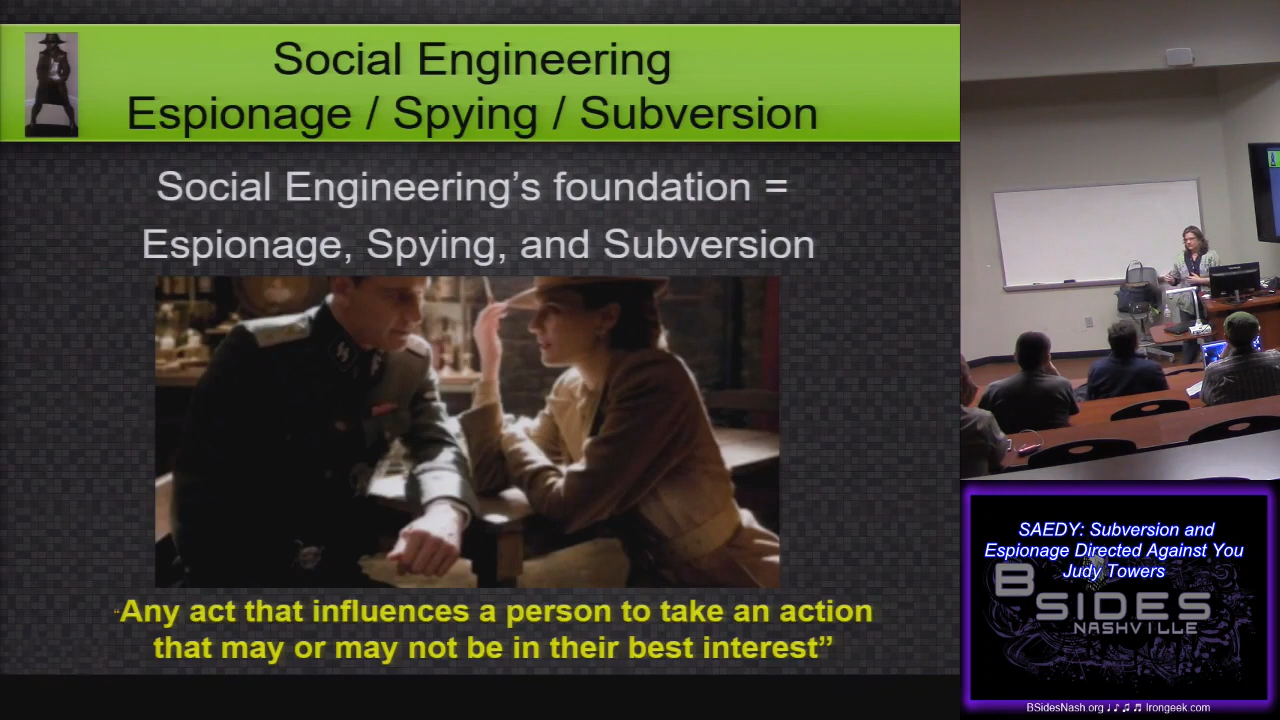 Social Engineering
Espionage / Spying / Subversion
Social Engineering’s foundation =
Espionage, Spying, and Subversion
“Any act that influences a person to take an action
that may or may not be in their best interest”
SAEDY: Subversion and
Espionage Directed Against You
Judy Towers
BSIDES
NASHVILLE
BSidesNash.org ♩♪♫♬ Irongeek.com